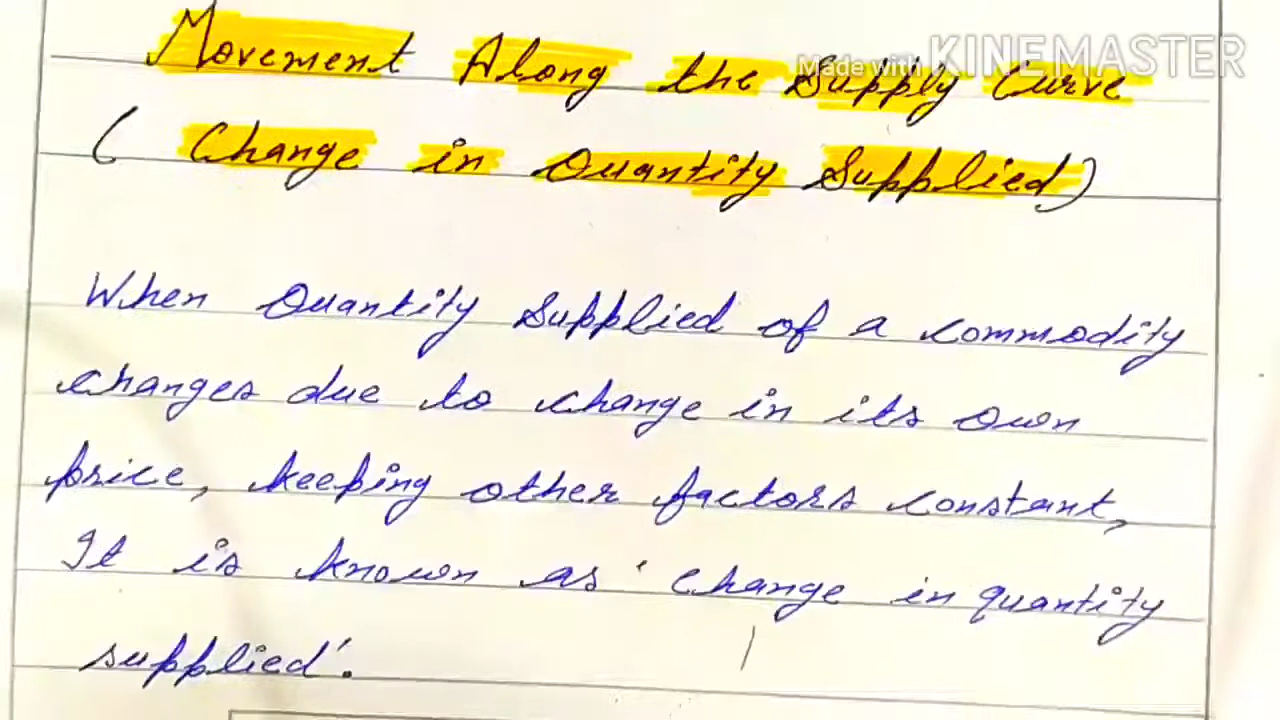 Movement Along the Supply Curve
Made with KINEMASTER
( Change in Quantity Supplied)
When Quantity Supplied of a commodity
changes due to change in its own
price, keeping other factors constant,
It is known as 'change in quantity
supplied'.